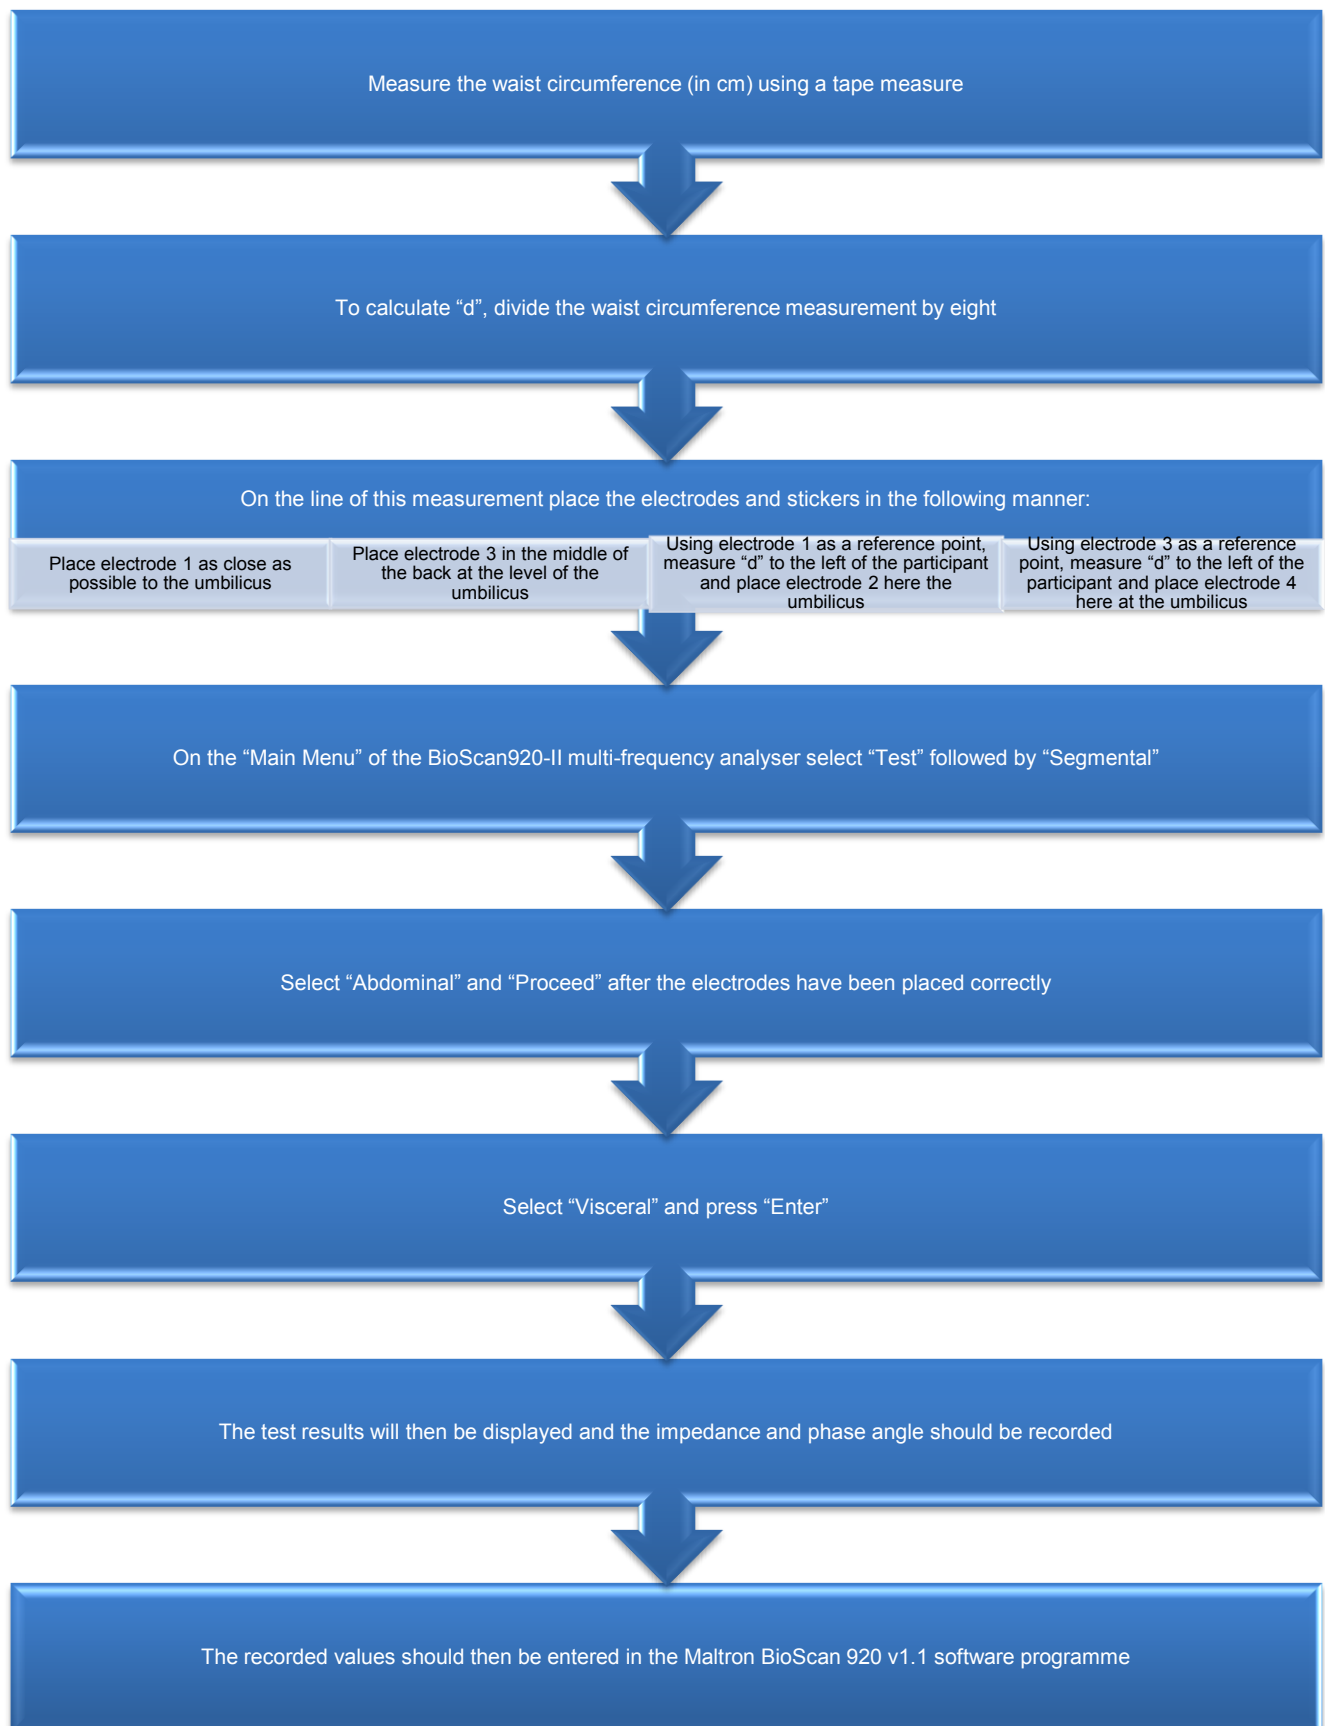 Measure the waist circumference (in cm) using a tape measure
To calculate “d”, divide the waist circumference measurement by eight
On the line of this measurement place the electrodes and stickers in the following manner:
Place electrode 1 as close as
possible to the umbilicus
Place electrode 3 in the middle of
the back at the level of the
umbilicus
Using electrode 1 as a reference point,
measure “d” to the left of the participant
and place electrode 2 here the
umbilicus
Using electrode 3 as a reference
point, measure “d” to the left of the
participant and place electrode 4
here at the umbilicus
On the “Main Menu” of the BioScan920-II multi-frequency analyser select “Test” followed by “Segmental”
Select “Abdominal” and “Proceed” after the electrodes have been placed correctly
Select “Visceral” and press “Enter”
The test results will then be displayed and the impedance and phase angle should be recorded
The recorded values should then be entered in the Maltron BioScan 920 v1.1 software programme